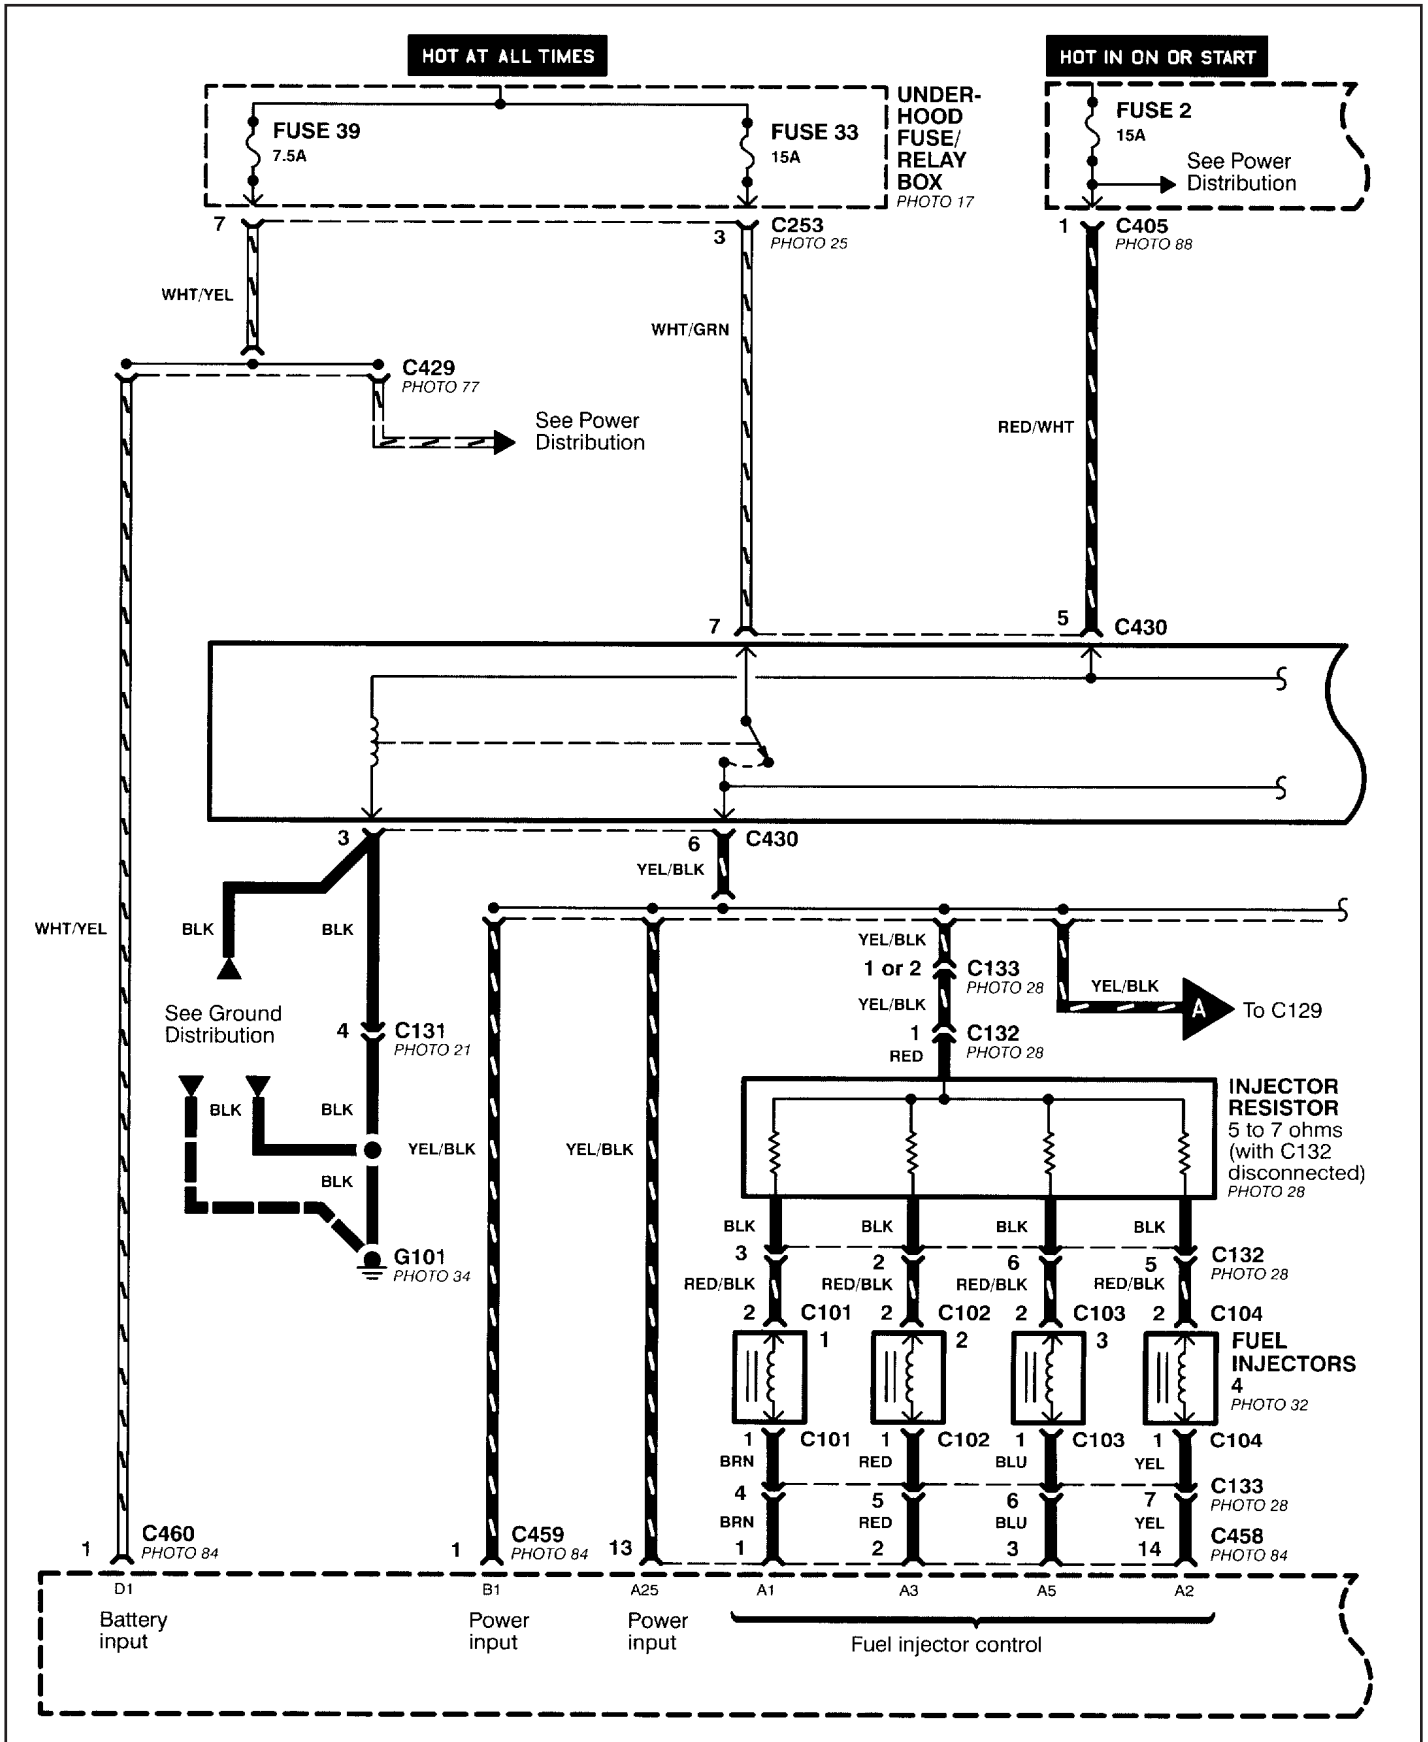 HOT AT ALL TIMES
HOT IN ON OR START
FUSE 39
7.5A
FUSE 33
15A
UNDER-
HOOD
FUSE/
RELAY
BOX
PHOTO 17
FUSE 2
15A
See Power
Distribution
7
3
C253
PHOTO 25
1
C405
PHOTO 88
WHT/YEL
WHT/GRN
C429
PHOTO 77
See Power
Distribution
RED/WHT
7
5
C430
3
6
C430
YEL/BLK
WHT/YEL
BLK
BLK
YEL/BLK
1 or 2
C133
PHOTO 28
YEL/BLK
YEL/BLK
A
To C129
See Ground
Distribution
4
C131
PHOTO 21
1
C132
PHOTO 28
RED
BLK
BLK
YEL/BLK
YEL/BLK
BLK
INJECTOR
RESISTOR
5 to 7 ohms
(with C132
disconnected)
PHOTO 28
G101
PHOTO 34
BLK
BLK
BLK
BLK
3
2
6
5
C132
PHOTO 28
RED/BLK
RED/BLK
RED/BLK
RED/BLK
2
C101
2
C102
2
C103
2
C104
1
2
3
FUEL
INJECTORS
4
PHOTO 32
1
C101
1
C102
1
C103
1
C104
BRN
RED
BLU
YEL
4
5
6
7
C133
PHOTO 28
BRN
RED
BLU
YEL
1
C460
PHOTO 84
1
C459
PHOTO 84
13
1
2
3
14
C458
PHOTO 84
D1
B1
A25
A1
A3
A5
A2
Battery
input
Power
input
Power
input
Fuel injector control